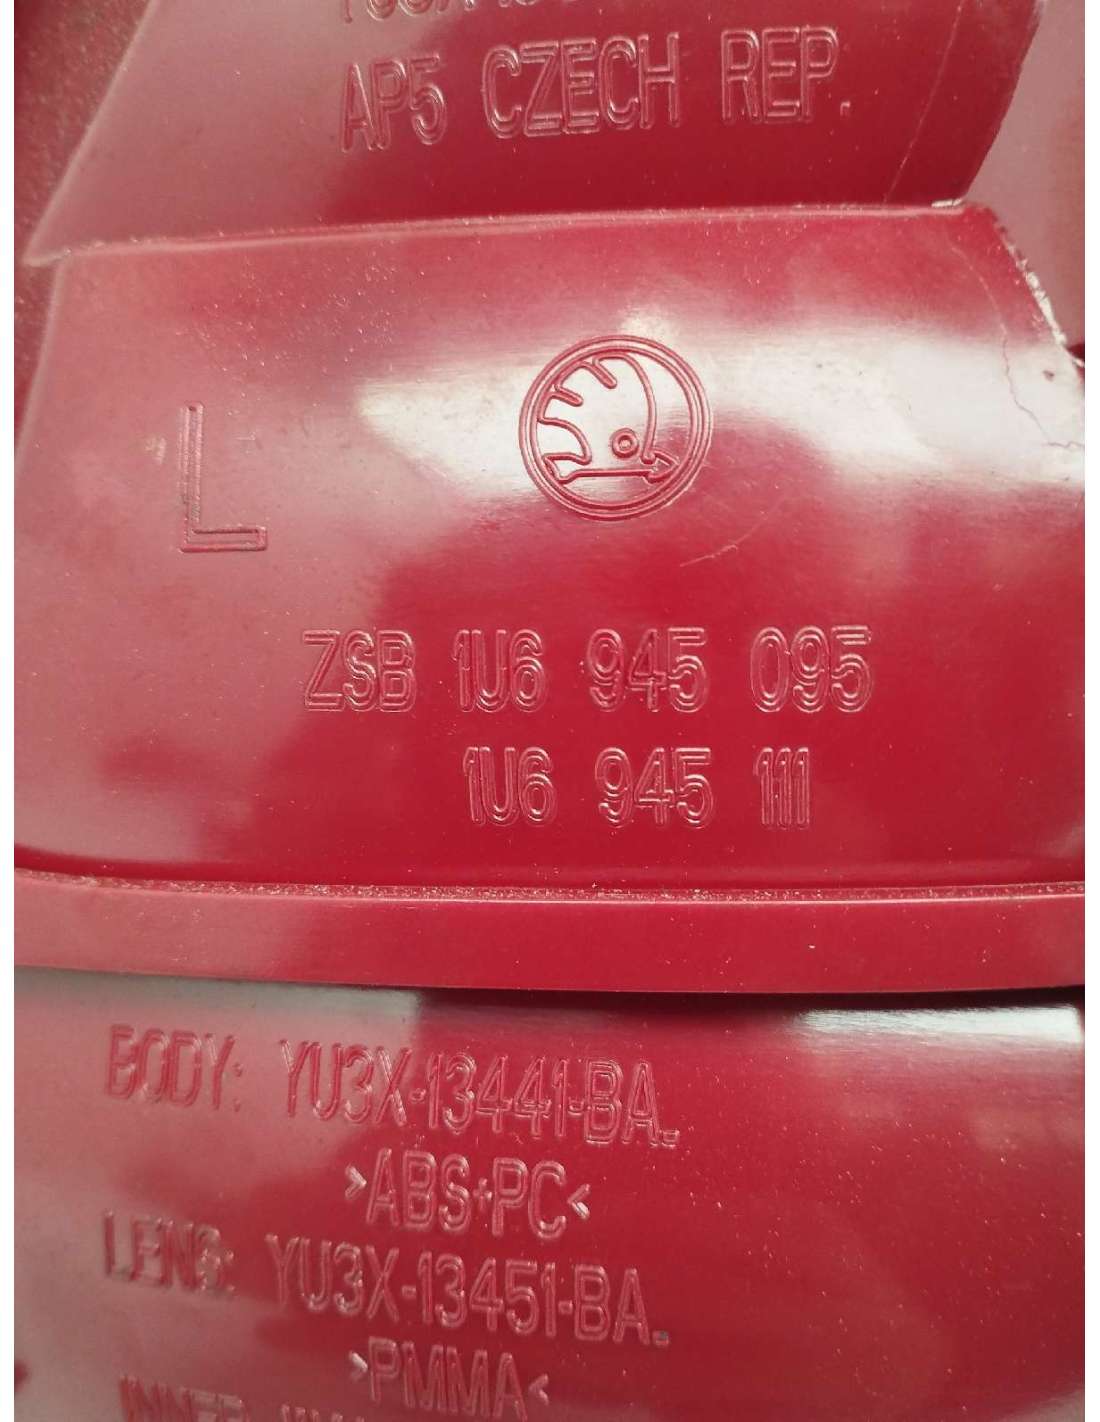 AP5 CZECH REP.
L
ZSB 1U6 945 095
1U6 945 111
BODY: YU3X-13441-BA.
>ABS+PC<
LENS: YU3X-13451-BA.
>PMMA<
INNER